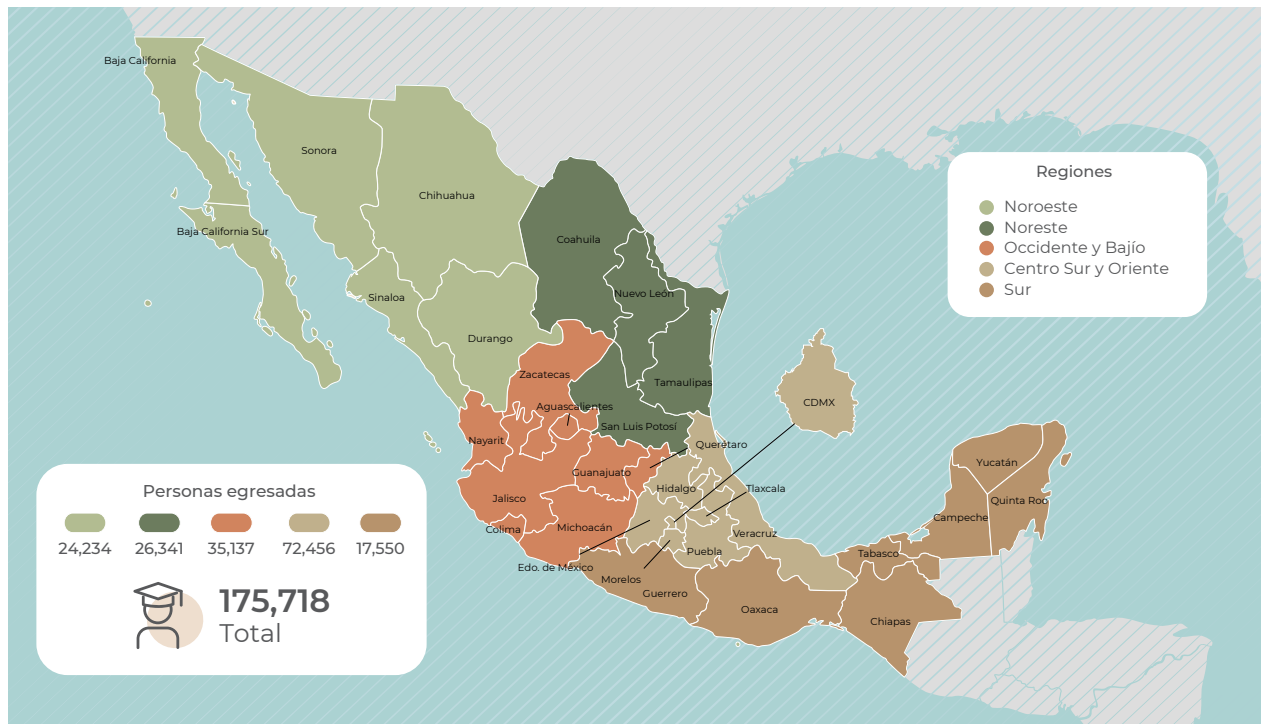 Baja California
Sonora
Chihuahua
Baja California Sur
Coahuila
Sinaloa
Nuevo León
Durango
Zacatecas
Tamaulipas
Aguascalientes
San Luis Potosí
CDMX
Nayarit
Querétaro
Guanajuato
Hidalgo
Tlaxcala
Jalisco
Colima
Michoacán
Veracruz
Puebla
Edo. de México
Morelos
Guerrero
Oaxaca
Chiapas
Tabasco
Campeche
Yucatán
Quinta Roo
Regiones
Noroeste
Noreste
Occidente y Bajío
Centro Sur y Oriente
Sur
Personas egresadas
24,234 26,341 35,137 72,456 17,550
175,718
Total